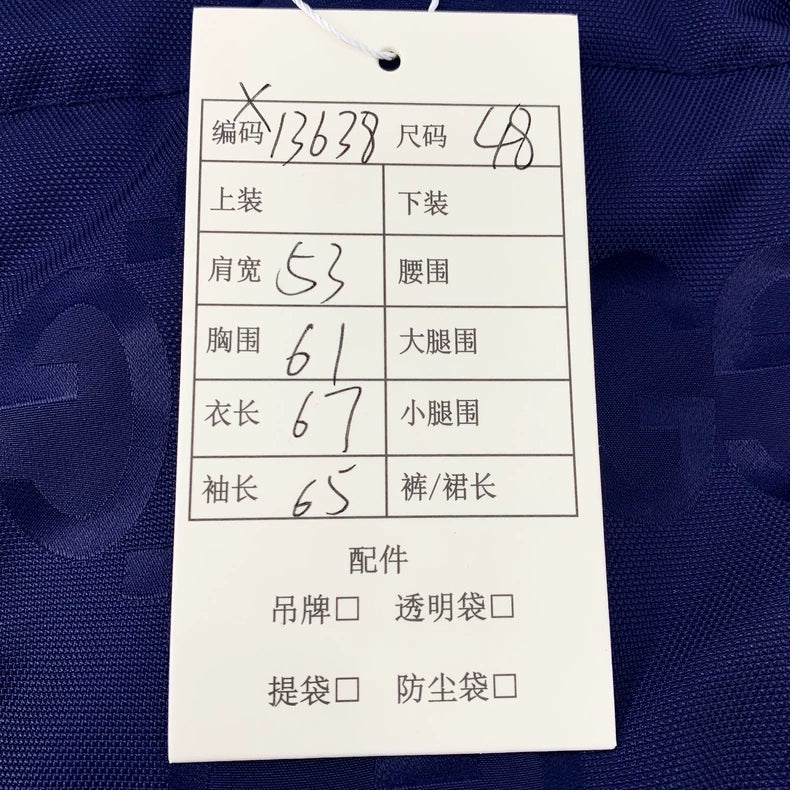 X
编码 13638 尺码 48
上装 下装
肩宽 53 腰围
胸围 61 大腿围
衣长 67 小腿围
袖长 65 裤/裙长
配件
吊牌□ 透明袋□
提袋□ 防尘袋□